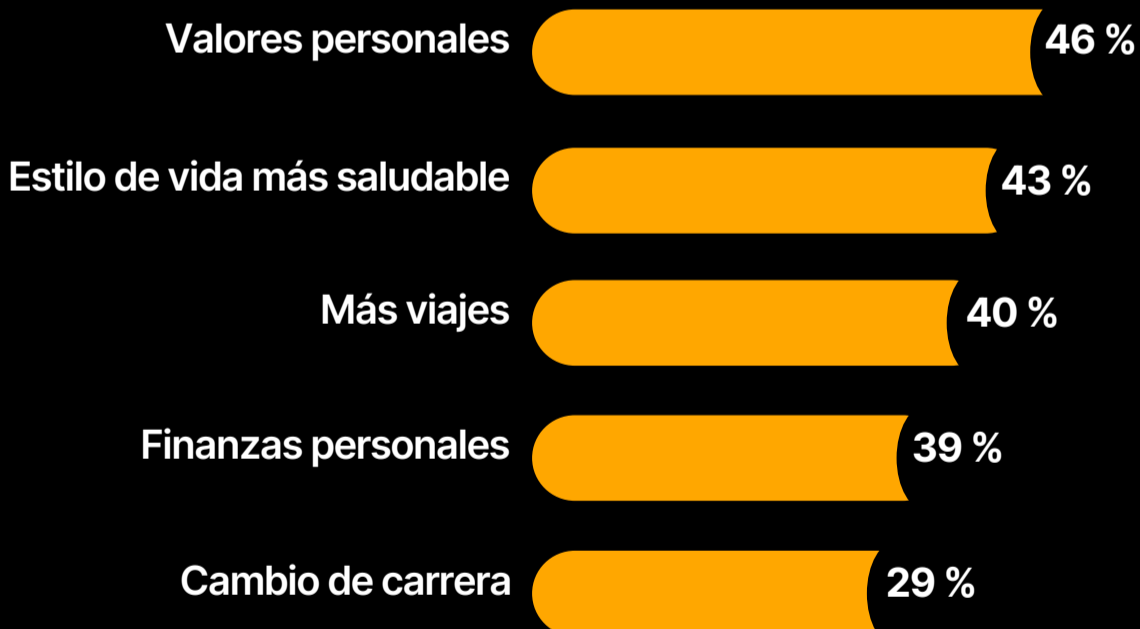 Valores personales 46 %
Estilo de vida más saludable 43 %
Más viajes 40 %
Finanzas personales 39 %
Cambio de carrera 29 %